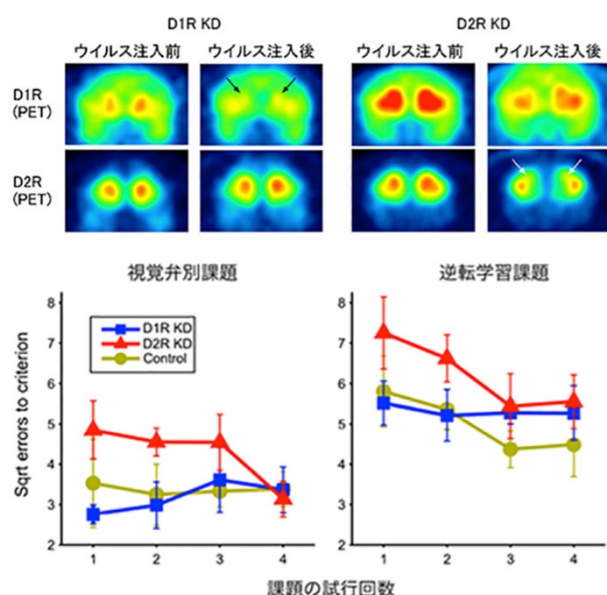 D1R KD
D2R KD
ウイルス注入前
ウイルス注入後
ウイルス注入前
ウイルス注入後
D1R
(PET)
D2R
(PET)
視覚弁別課題
逆転学習課題
Sqrt errors to criterion
8
7
6
5
4
3
2
D1R KD
D2R KD
Control
1
2
3
4
8
7
6
5
4
3
2
1
2
3
4
課題の試行回数